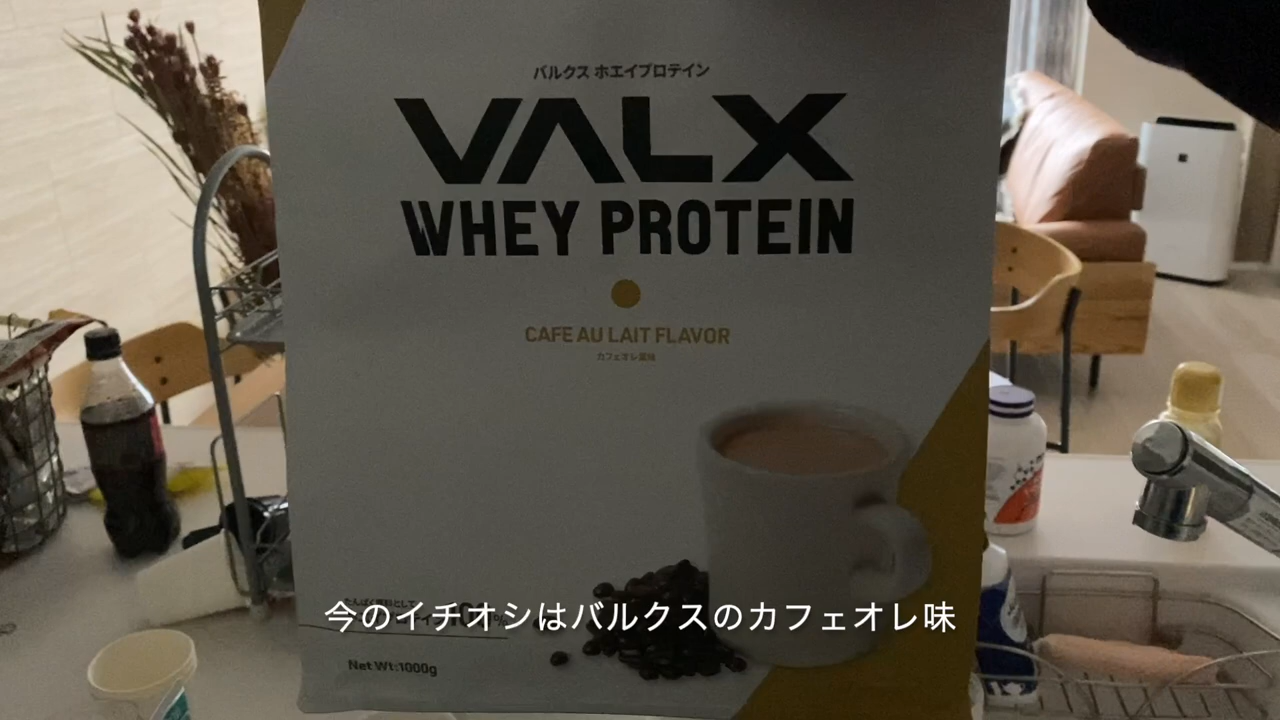 バルクス ホエイプロテイン
VALX
WHEY PROTEIN
CAFE AU LAIT FLAVOR
カフェオレ風味
今のイチオシはバルクスのカフェオレ味
Net Wt:1000g